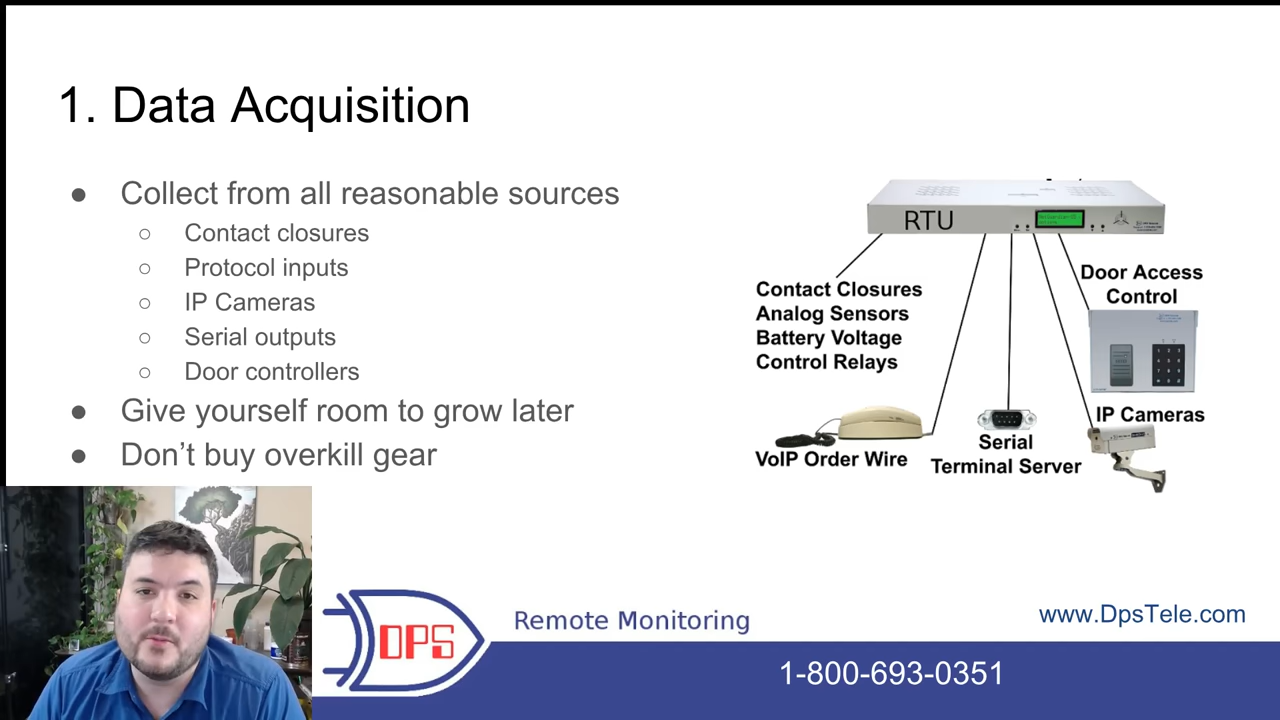 1. Data Acquisition
● Collect from all reasonable sources
○ Contact closures
○ Protocol inputs
○ IP Cameras
○ Serial outputs
○ Door controllers
● Give yourself room to grow later
● Don’t buy overkill gear
RTU
Contact Closures
Analog Sensors
Battery Voltage
Control Relays
Door Access
Control
IP Cameras
VoIP Order Wire
Serial
Terminal Server
DPS
Remote Monitoring
www.DpsTele.com
1-800-693-0351